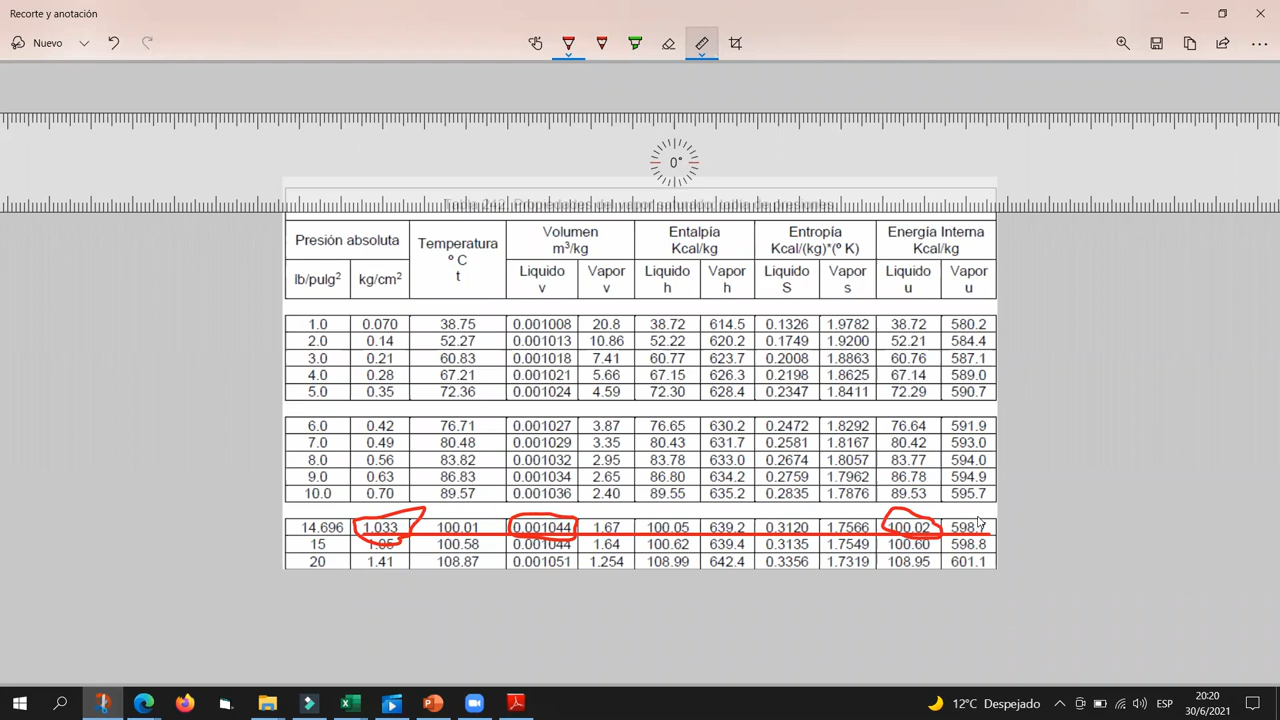 Recorte y anotación
Nuevo
0°
Tabla 242. Propiedades del vapor saturado: tabla de presiones
Presión absoluta Temperatura º C t Volumen m³/kg Entalpía Kcal/kg Entropía Kcal/(kg)*(º K) Energía Interna Kcal/kg
lb/pulg² kg/cm² Liquido v Vapor v Liquido h Vapor h Liquido S Vapor s Liquido u Vapor u
1.0 0.070 38.75 0.001008 20.8 38.72 614.5 0.1326 1.9782 38.72 580.2
2.0 0.14 52.27 0.001013 10.86 52.22 620.2 0.1749 1.9200 52.21 584.4
3.0 0.21 60.83 0.001018 7.41 60.77 623.7 0.2008 1.8863 60.76 587.1
4.0 0.28 67.21 0.001021 5.66 67.15 626.3 0.2198 1.8625 67.14 589.0
5.0 0.35 72.36 0.001024 4.59 72.30 628.4 0.2347 1.8411 72.29 590.7
6.0 0.42 76.71 0.001027 3.87 76.65 630.2 0.2472 1.8292 76.64 591.9
7.0 0.49 80.48 0.001029 3.35 80.43 631.7 0.2581 1.8167 80.42 593.0
8.0 0.56 83.82 0.001032 2.95 83.78 633.0 0.2674 1.8057 83.77 594.0
9.0 0.63 86.83 0.001034 2.65 86.80 634.2 0.2759 1.7962 86.78 594.9
10.0 0.70 89.57 0.001036 2.40 89.55 635.2 0.2835 1.7876 89.53 595.7
14.696 1.033 100.01 0.001044 1.67 100.05 639.2 0.3120 1.7566 100.02
15 1.05 100.58 0.001044 1.64 100.62 639.4 0.3135 1.7549 100.60 598.8
20 1.41 108.87 0.001051 1.254 108.99 642.4 0.3356 1.7319 108.95 601.1
12°C Despejado ESP 20:20
30/6/2021